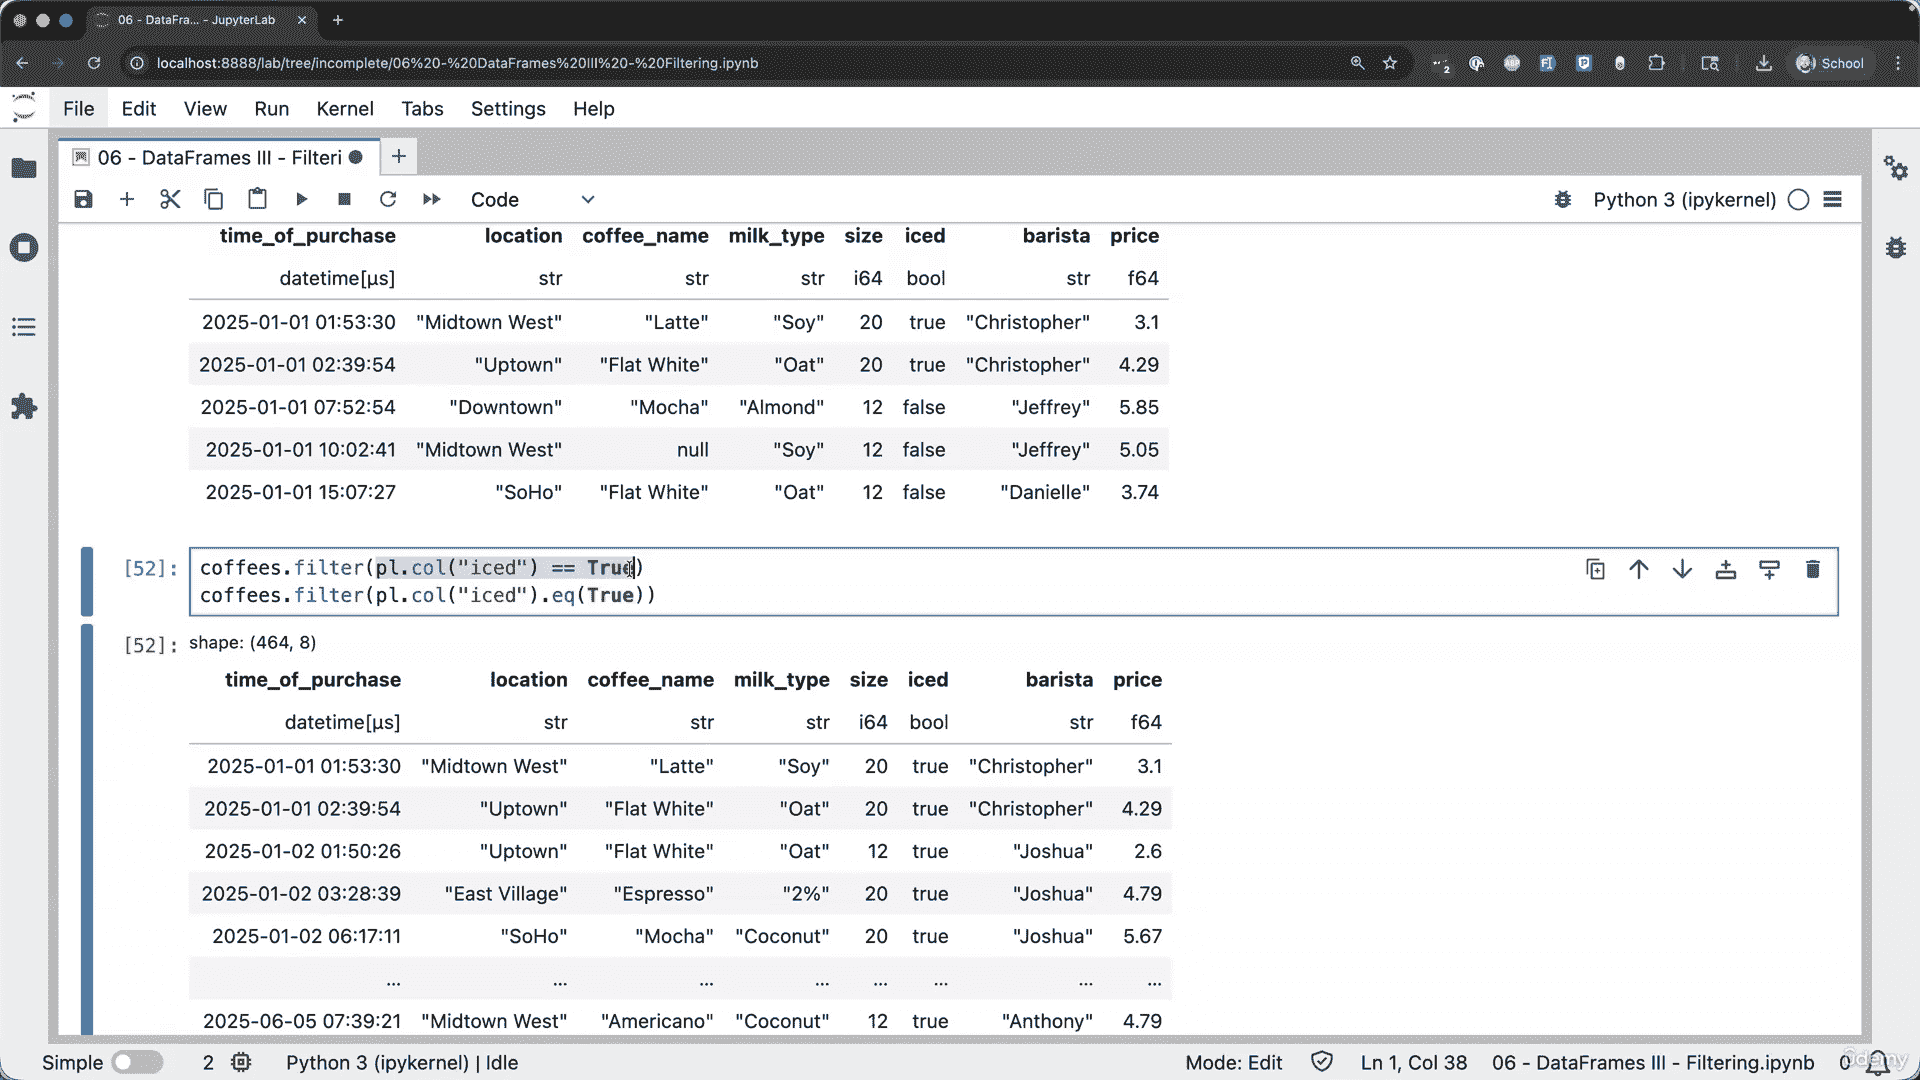 06 - DataFra... - JupyterLab
localhost:8888/lab/tree/incomplete/06%20-%20DataFrames%20III%20-%20Filtering.ipynb
2
School
File Edit View Run Kernel Tabs Settings Help
06 - DataFrames III - Filteri
Code
Python 3 (ipykernel)
time_of_purchase location coffee_name milk_type size iced barista price
datetime[μs] str str str i64 bool str f64
2025-01-01 01:53:30 "Midtown West" "Latte" "Soy" 20 true "Christopher" 3.1
2025-01-01 02:39:54 "Uptown" "Flat White" "Oat" 20 true "Christopher" 4.29
2025-01-01 07:52:54 "Downtown" "Mocha" "Almond" 12 false "Jeffrey" 5.85
2025-01-01 10:02:41 "Midtown West" null "Soy" 12 false "Jeffrey" 5.05
2025-01-01 15:07:27 "SoHo" "Flat White" "Oat" 12 false "Danielle" 3.74
[52]: coffees.filter(pl.col("iced") == True)
coffees.filter(pl.col("iced").eq(True))
[52]: shape: (464, 8)
time_of_purchase location coffee_name milk_type size iced barista price
datetime[μs] str str str i64 bool str f64
2025-01-01 01:53:30 "Midtown West" "Latte" "Soy" 20 true "Christopher" 3.1
2025-01-01 02:39:54 "Uptown" "Flat White" "Oat" 20 true "Christopher" 4.29
2025-01-02 01:50:26 "Uptown" "Flat White" "Oat" 12 true "Joshua" 2.6
2025-01-02 03:28:39 "East Village" "Espresso" "2%" 20 true "Joshua" 4.79
2025-01-02 06:17:11 "SoHo" "Mocha" "Coconut" 20 true "Joshua" 5.67
... ... ... ... ... ... ... ...
2025-06-05 07:39:21 "Midtown West" "Americano" "Coconut" 12 true "Anthony" 4.79
Simple 2 Python 3 (ipykernel) | Idle Mode: Edit Ln 1, Col 38 06 - DataFrames III - Filtering.ipynb 0
udemy